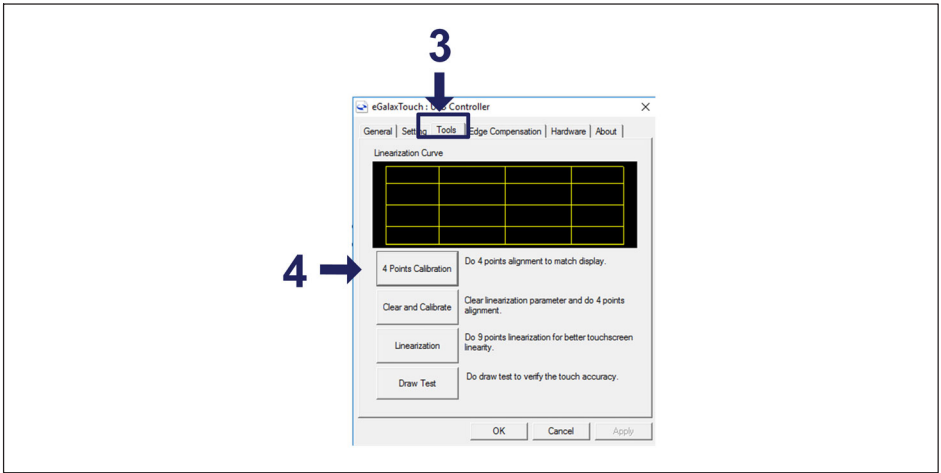 3
eGalaxTouch : USB Controller
General Setting Tools Edge Compensation Hardware About
Linearization Curve
4
4 Points Calibration
Do 4 points alignment to match display.
Clear and Calibrate
Clear linearization parameter and do 4 points
alignment.
Linearization
Do 9 points linearization for better touchscreen
linearity.
Draw Test
Do draw test to verify the touch accuracy.
OK Cancel Apply